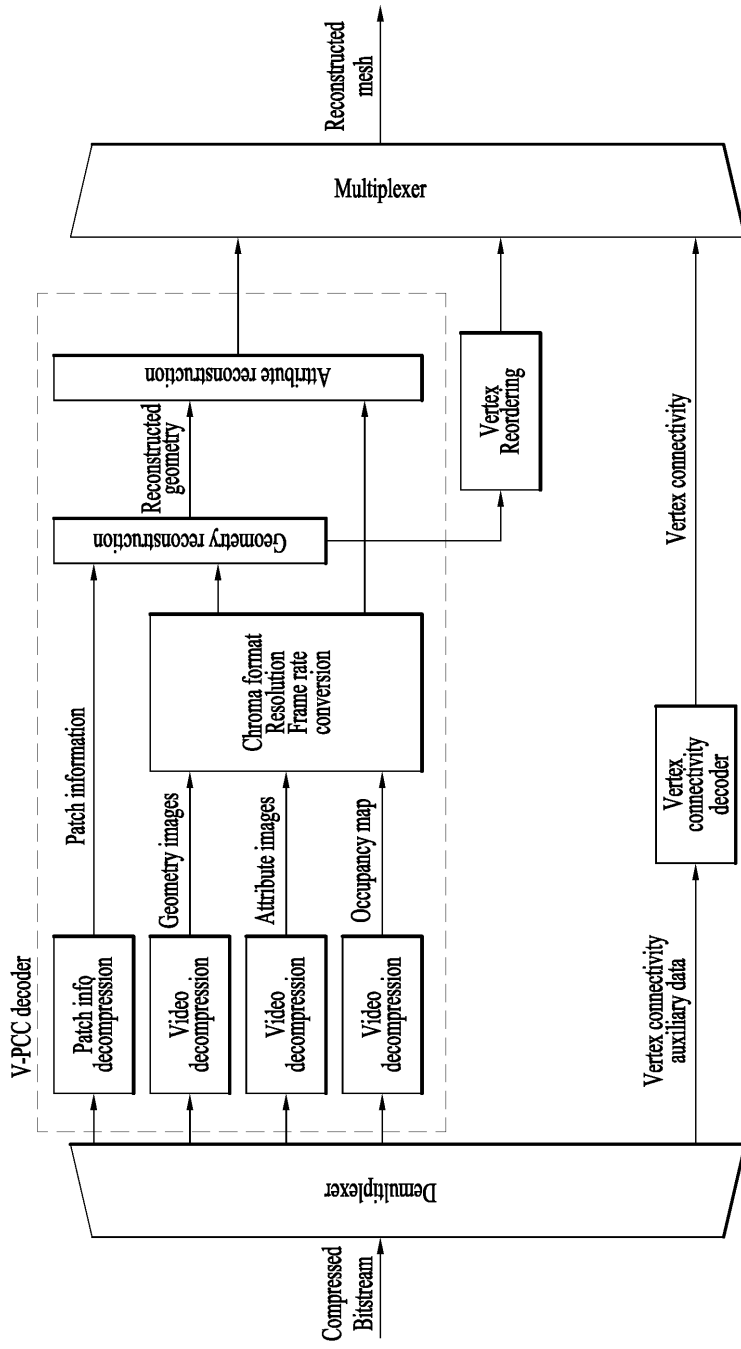 Compressed
Bitstream
Demultiplexer
V-PCC decoder
Patch info
decompression
Video
decompression
Video
decompression
Video
decompression
Patch information
Geometry images
Attribute images
Occupancy map
Chroma format
Resolution
Frame rate
conversion
Geometry reconstruction
Reconstructed
geometry
Attribute reconstruction
Vertex
Reordering
Vertex connectivity
auxiliary data
Vertex
connectivity
decoder
Vertex connectivity
Multiplexer
Reconstructed
mesh